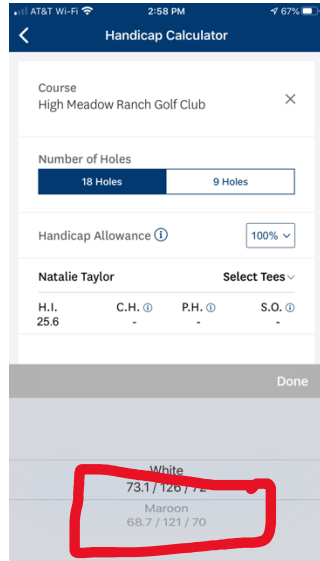 AT&T Wi-Fi 2:58 PM 67%
Handicap Calculator
Course
High Meadow Ranch Golf Club
Number of Holes
18 Holes 9 Holes
Handicap Allowance 100%
Natalie Taylor Select Tees
H.I. C.H. P.H. S.O.
25.6 - - -
Done
White
73.1 / 126 / 72
Maroon
68.7 / 121 / 70